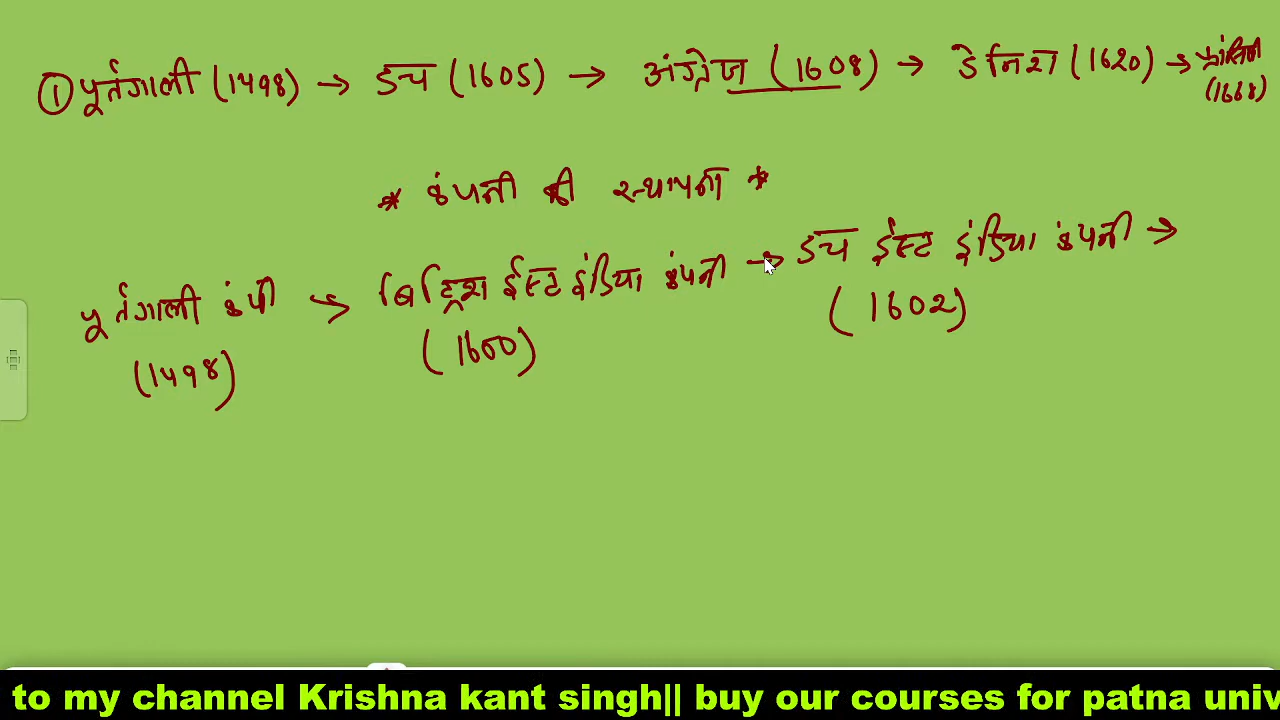 ① पूर्तगाली (1498) → डच (1605) → अंग्रेज (1608) → डेनिश (1620) →
(1668)
* कंपनी की स्थापना *
पूर्तगाली कंपनी → ब्रिटिश ईस्ट इंडिया कंपनी → डच ईस्ट इंडिया कंपनी →
(1498) (1600) (1602)
to my channel Krishna kant singh|| buy our courses for patna univ